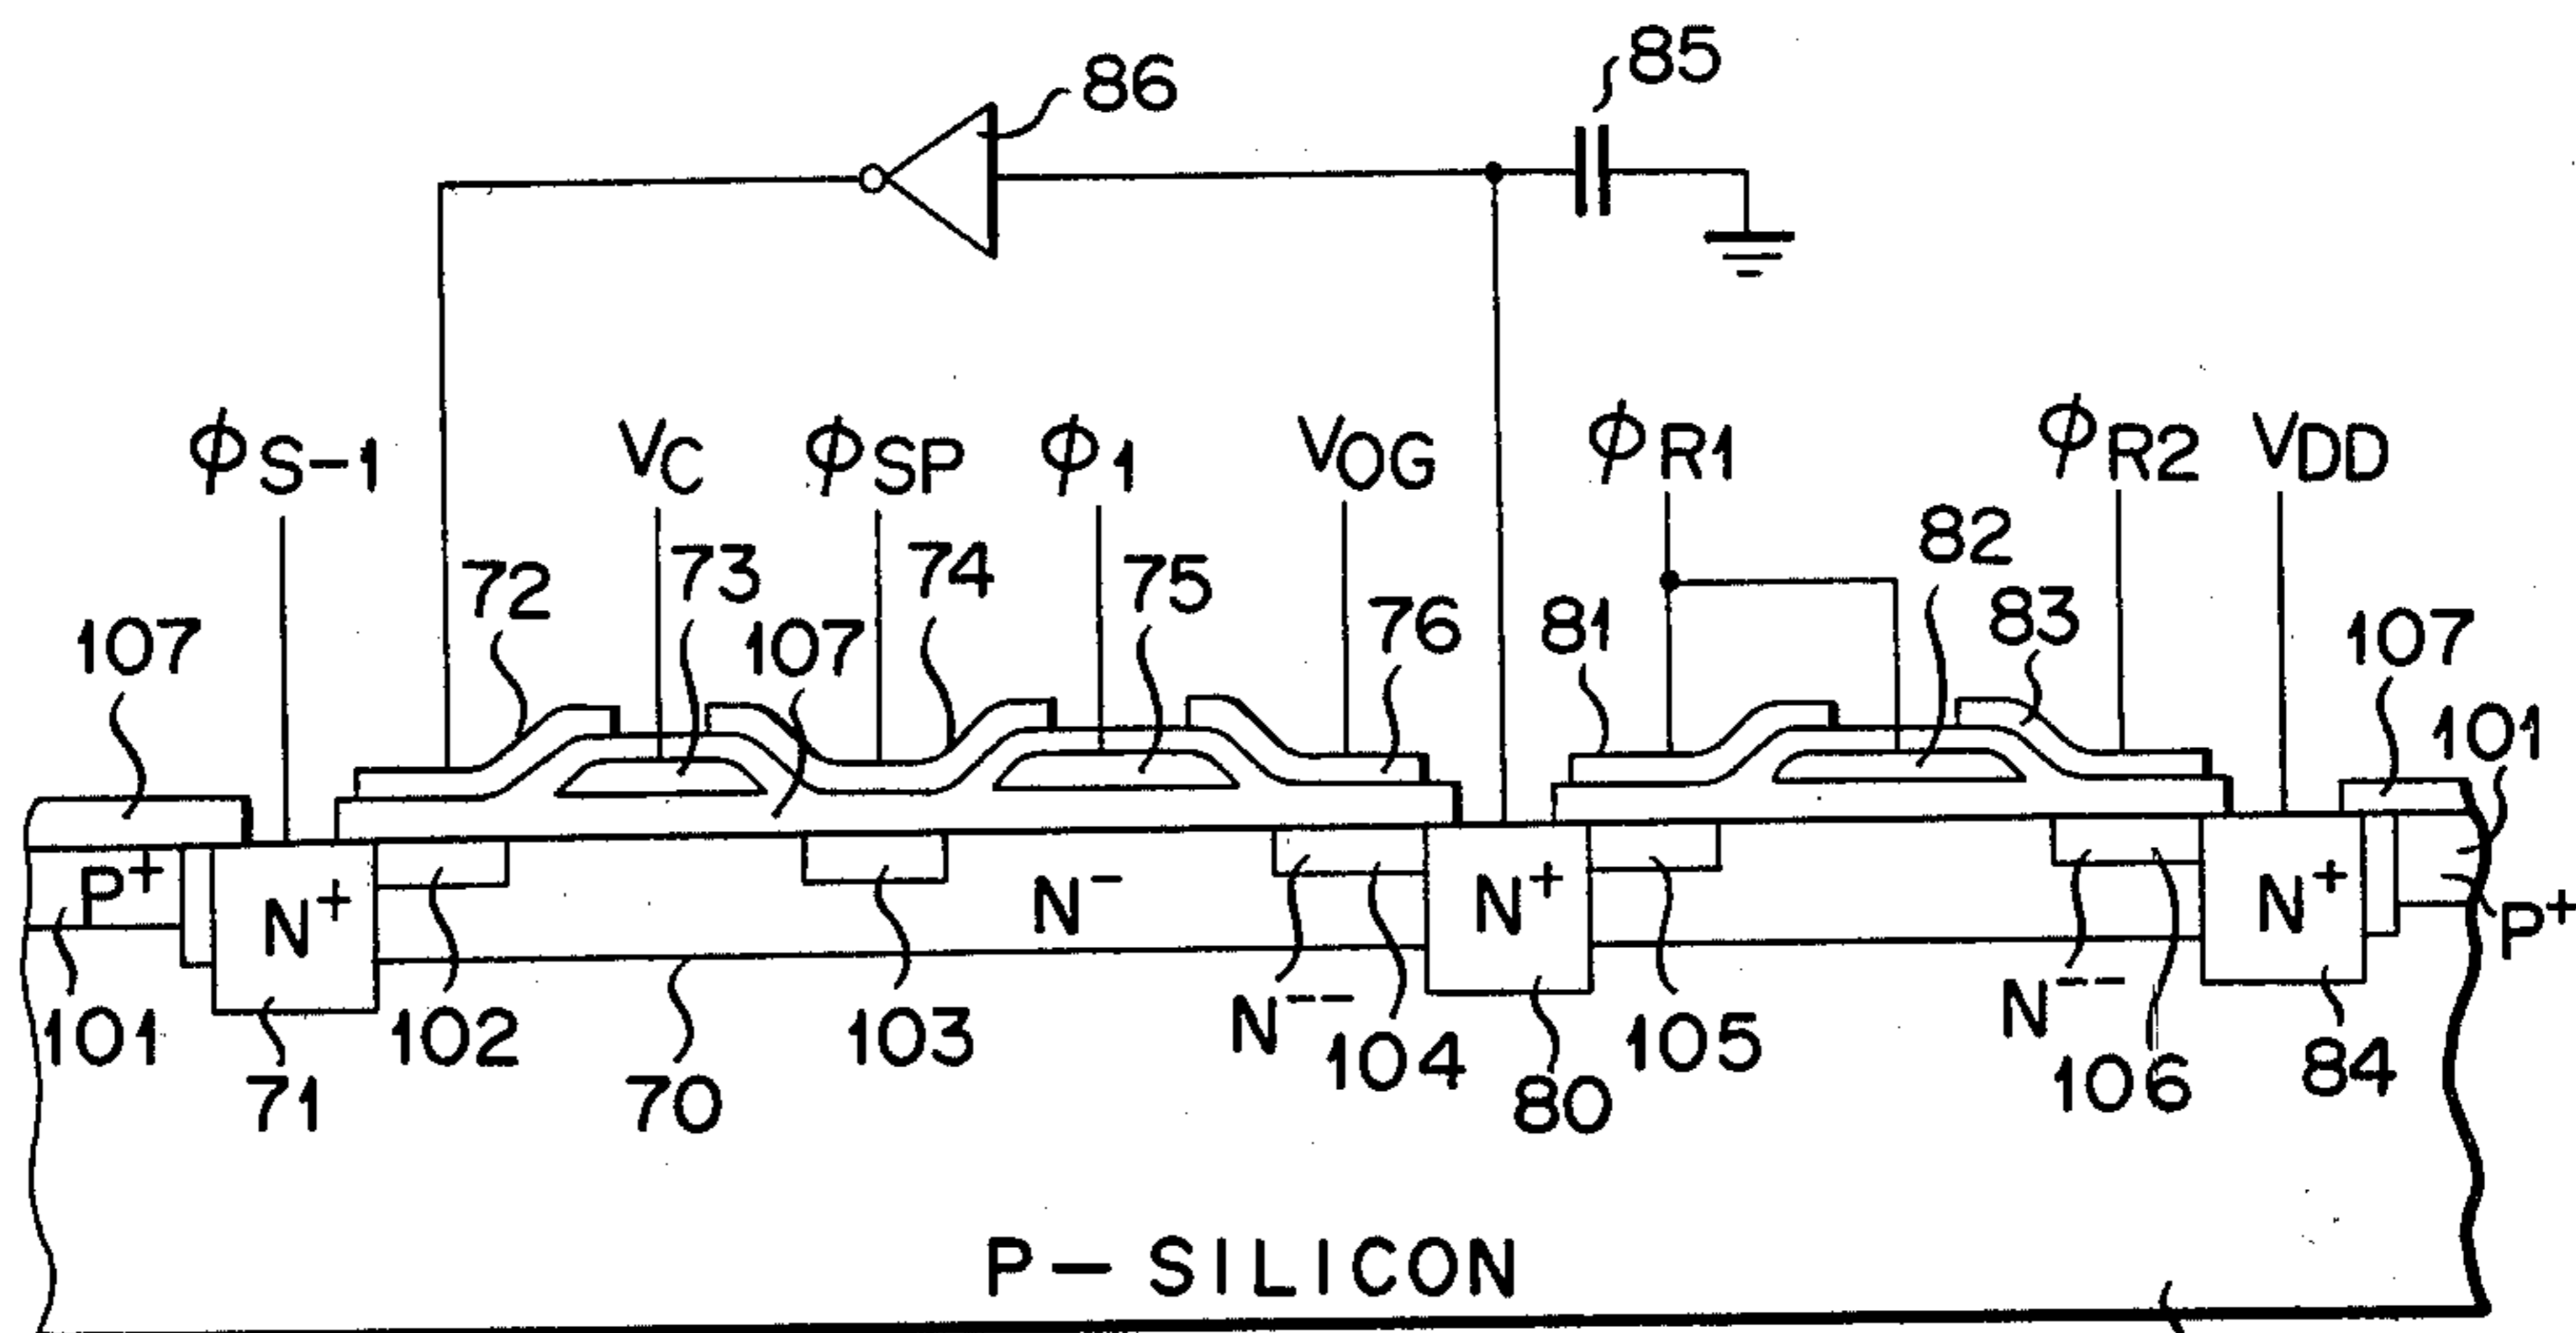 86
85
ϕS-1
VC
ϕSP
ϕ1
VOG
ϕR1
ϕR2
VDD
107
72
73
107
74
75
76
81
82
83
107
101
P+
N+
N-
N+
N+
P+
101
71
102
70
103
N--
104
80
105
N--
106
84
P-SILICON